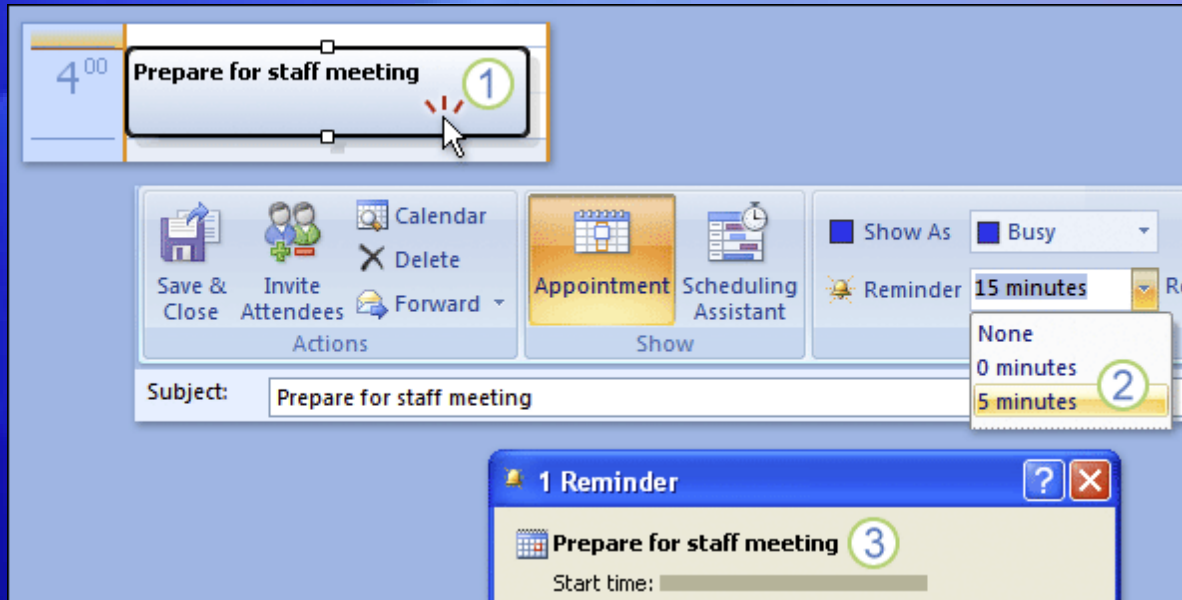 4 00
Prepare for staff meeting
1
Save & Close
Invite Attendees
Calendar
Delete
Forward
Actions
Appointment
Scheduling Assistant
Show
Show As
Busy
Reminder
15 minutes
None
0 minutes
5 minutes
2
Subject:
Prepare for staff meeting
1 Reminder
?
Prepare for staff meeting
3
Start time: